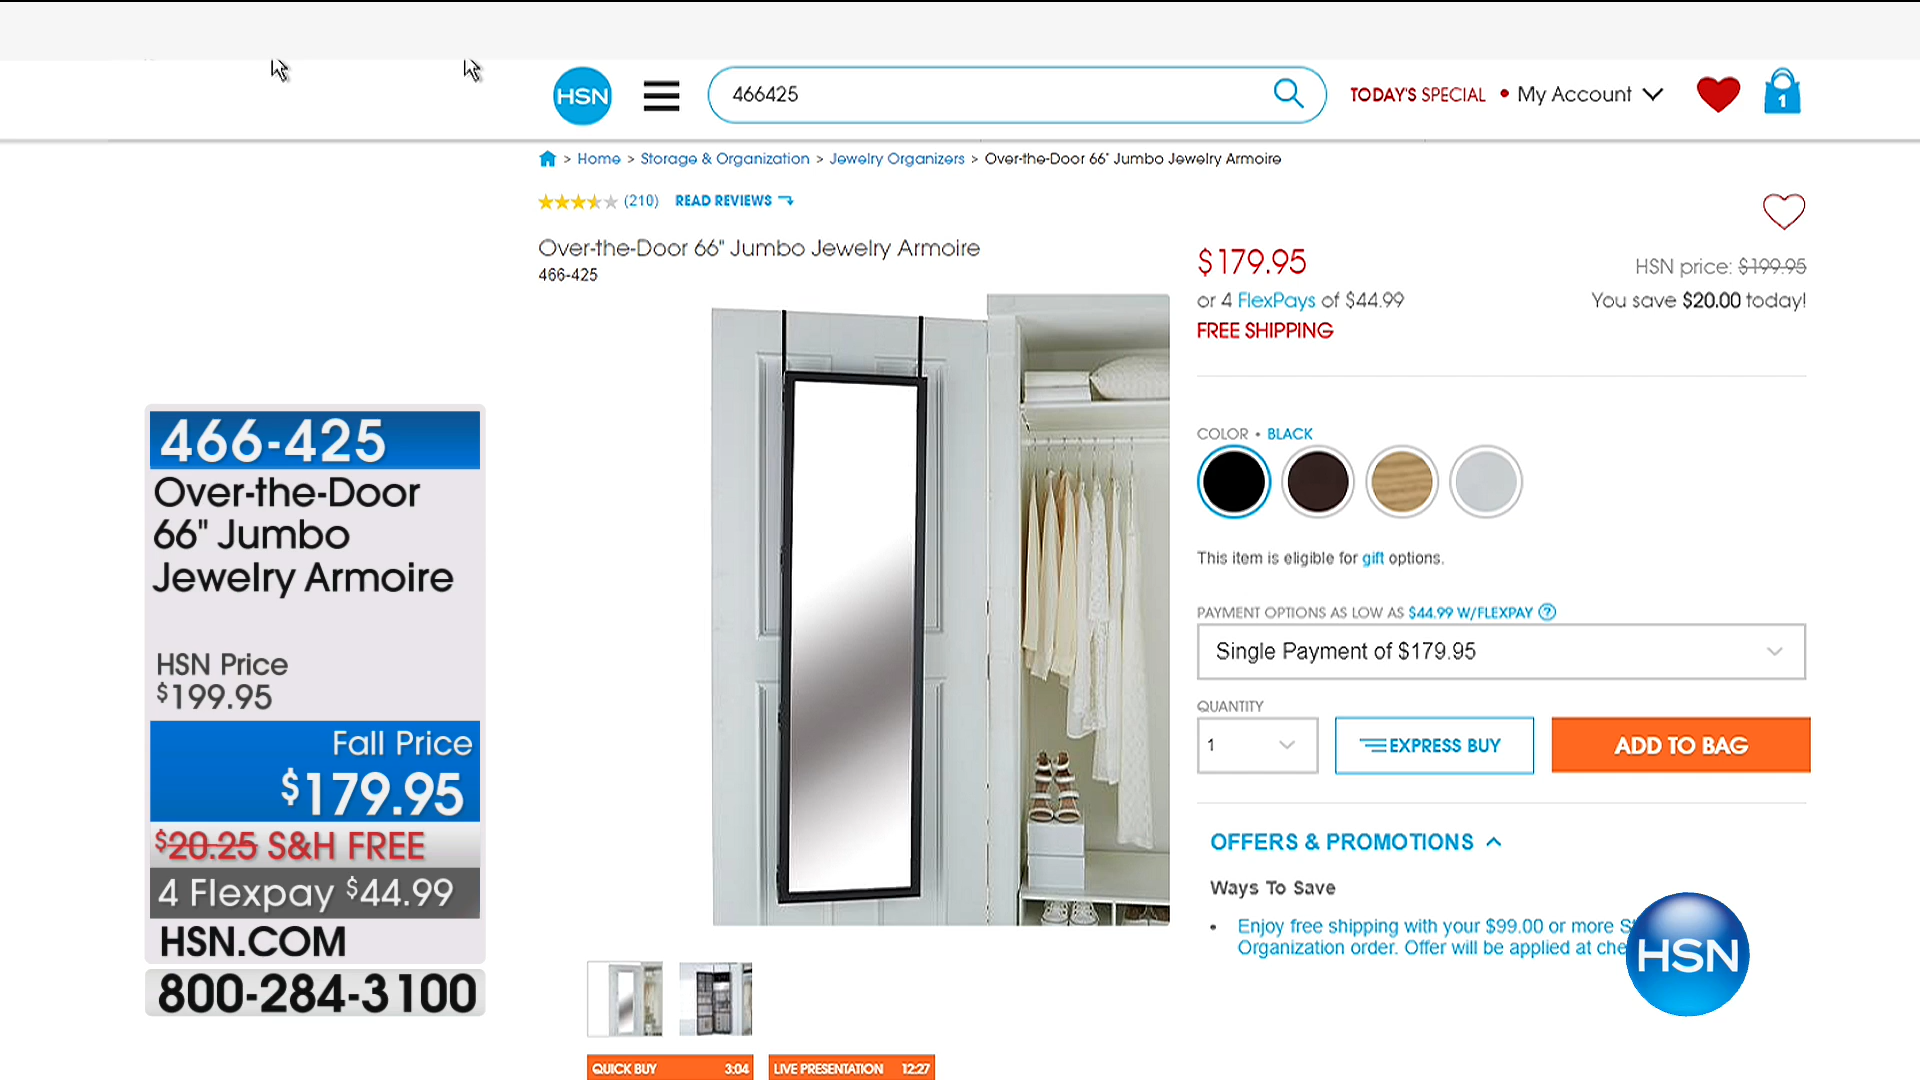 HSN
466425
TODAY'S SPECIAL • My Account
1
> Home > Storage & Organization > Jewelry Organizers > Over-the-Door 66" Jumbo Jewelry Armoire
(210) READ REVIEWS
Over-the-Door 66" Jumbo Jewelry Armoire
466-425
$179.95
HSN price: $199.95
or 4 FlexPays of $44.99
You save $20.00 today!
FREE SHIPPING
COLOR • BLACK
This item is eligible for gift options.
PAYMENT OPTIONS AS LOW AS $44.99 W/FLEXPAY ?
Single Payment of $179.95
QUANTITY
1
EXPRESS BUY
ADD TO BAG
OFFERS & PROMOTIONS
Ways To Save
• Enjoy free shipping with your $99.00 or more
Organization order. Offer will be applied at
HSN
466-425
Over-the-Door
66" Jumbo
Jewelry Armoire
HSN Price
$199.95
Fall Price
$179.95
$20.25 S&H FREE
4 Flexpay $44.99
HSN.COM
800-284-3100
QUICK BUY 3:04
LIVE PRESENTATION 12:27